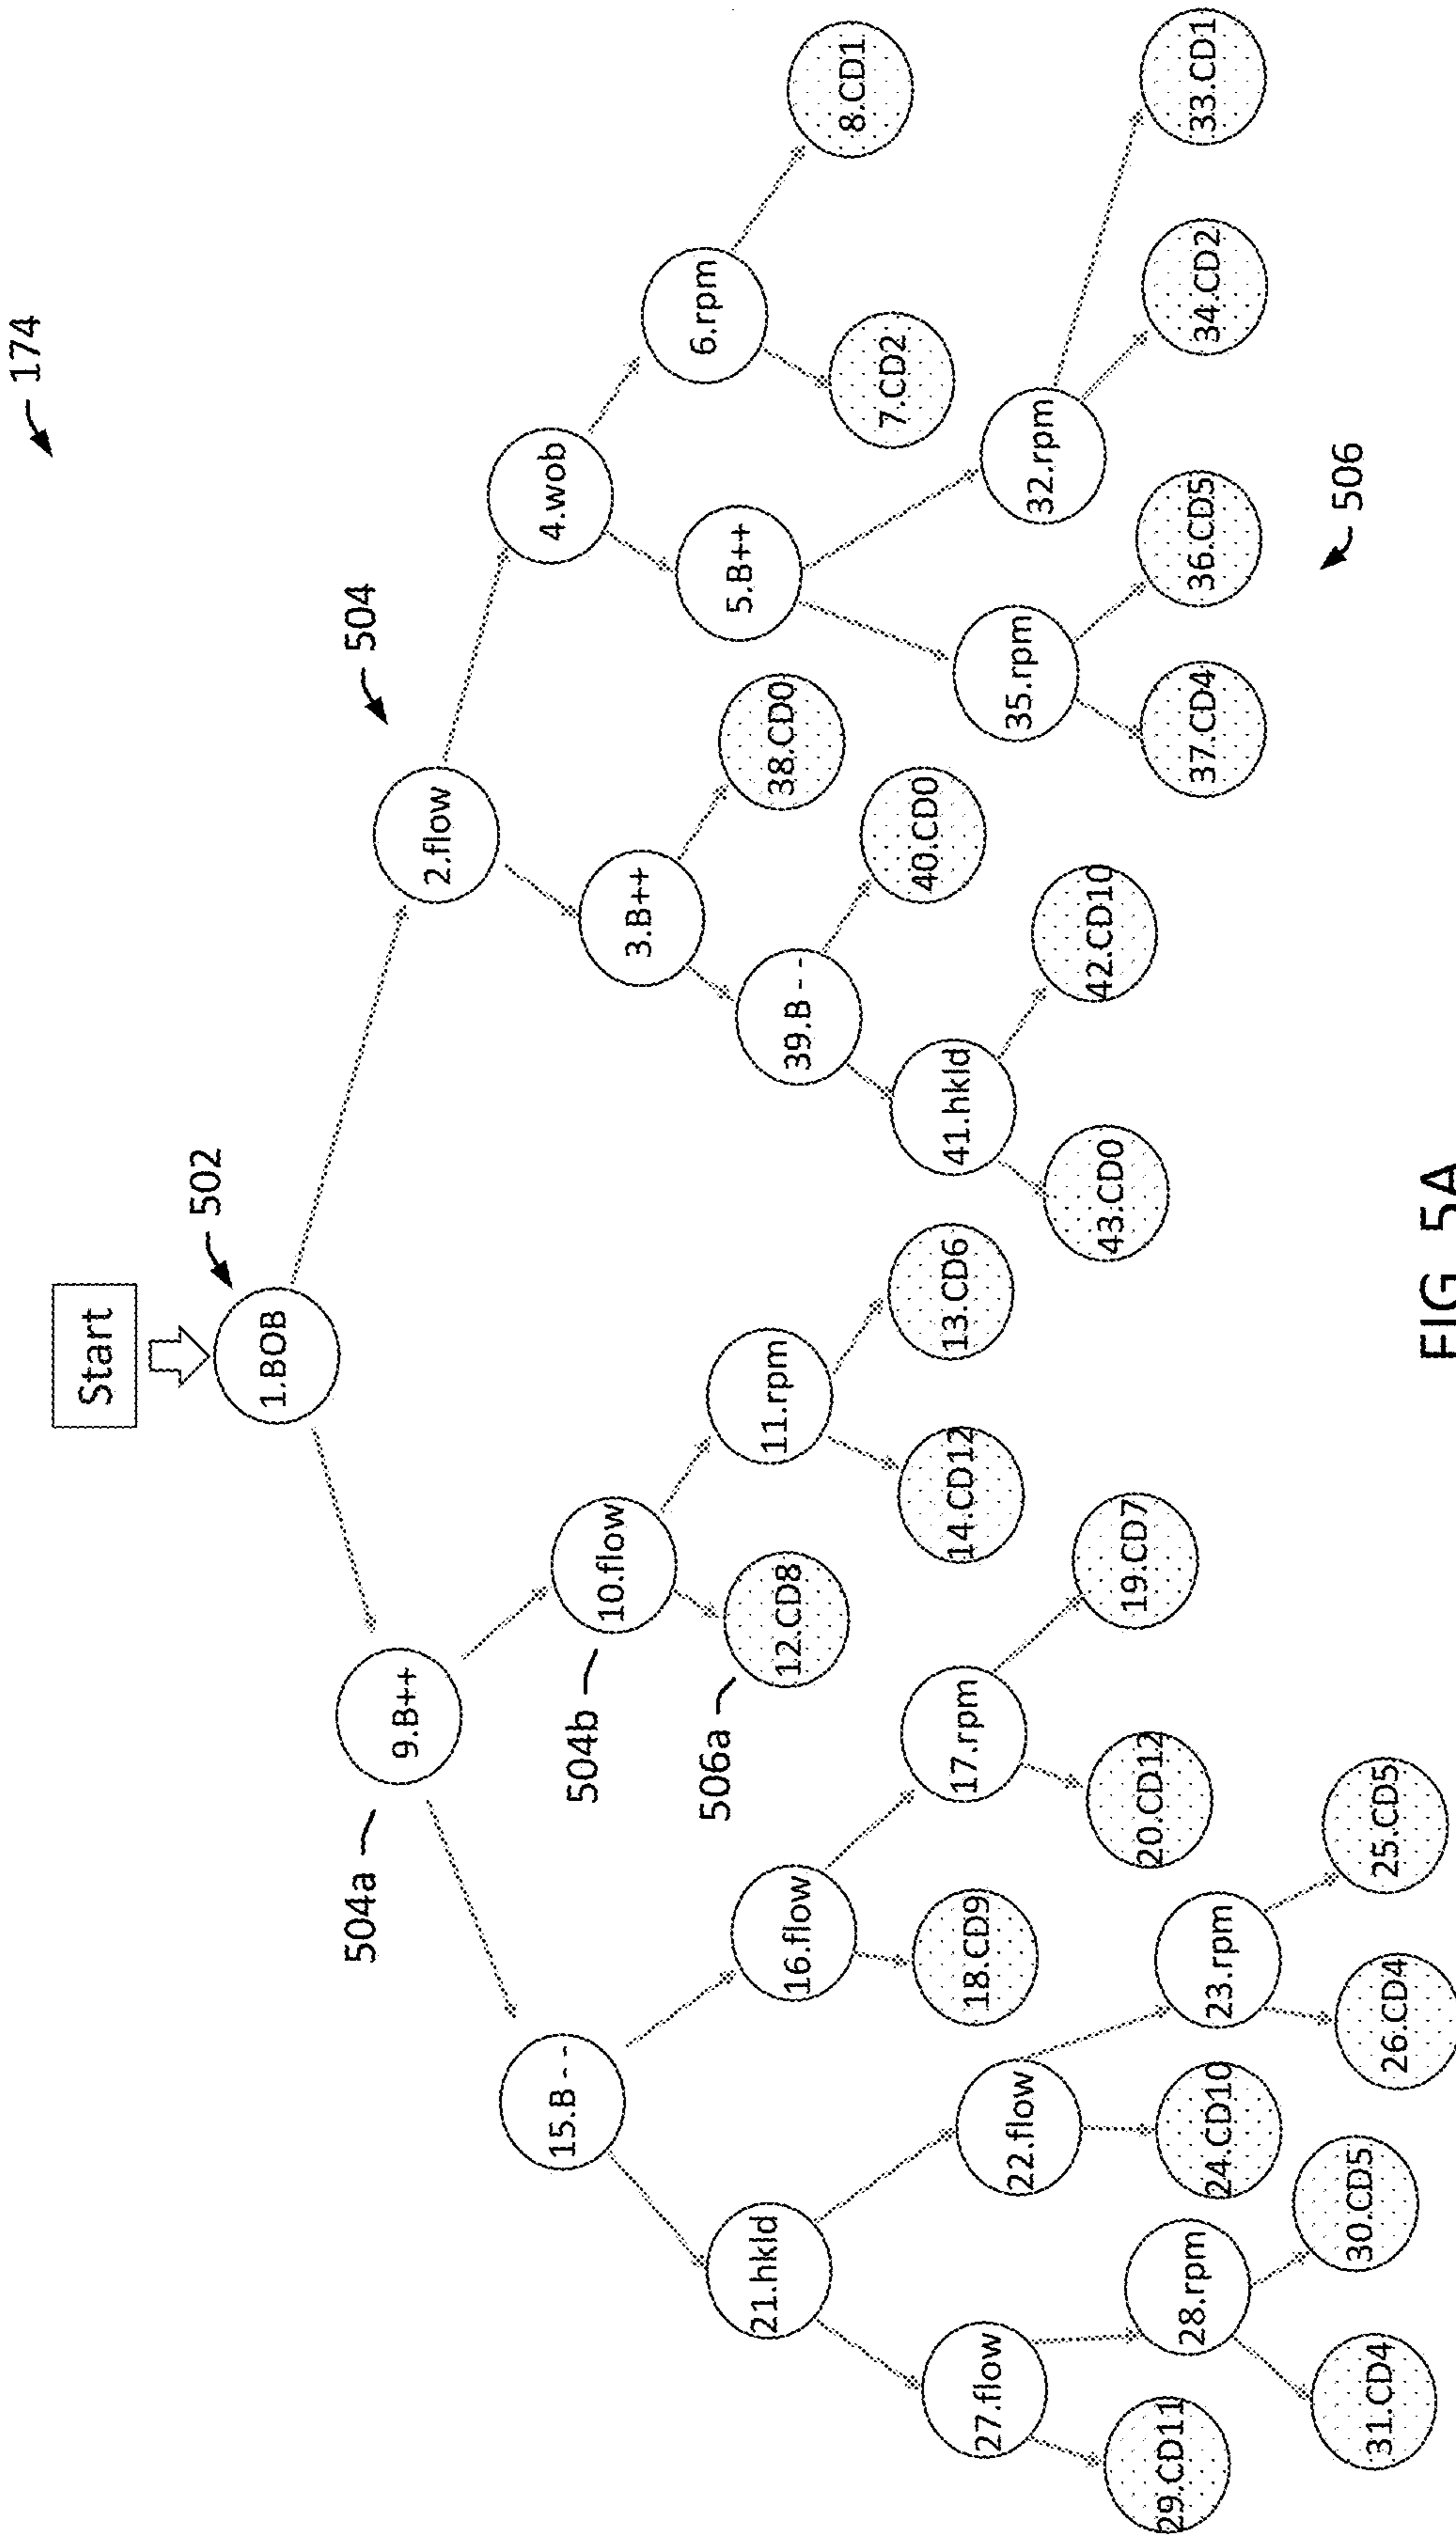 174
Start
502
1.BOB
504
504a
9.B++
2.flow
504b
15.B--
10.flow
3.B++
4.wob
506a
21.hkld
16.flow
12.CD8
11.rpm
39.B--
38.CD0
5.B++
6.rpm
27.flow
22.flow
18.CD9
17.rpm
14.CD12
13.CD6
41.hkld
40.CD0
35.rpm
32.rpm
7.CD2
8.CD1
29.CD11
28.rpm
24.CD10
23.rpm
20.CD12
19.CD7
43.CD0
42.CD10
37.CD4
36.CD5
34.CD2
33.CD1
31.CD4
30.CD5
26.CD4
25.CD5
506
FIG. 5A